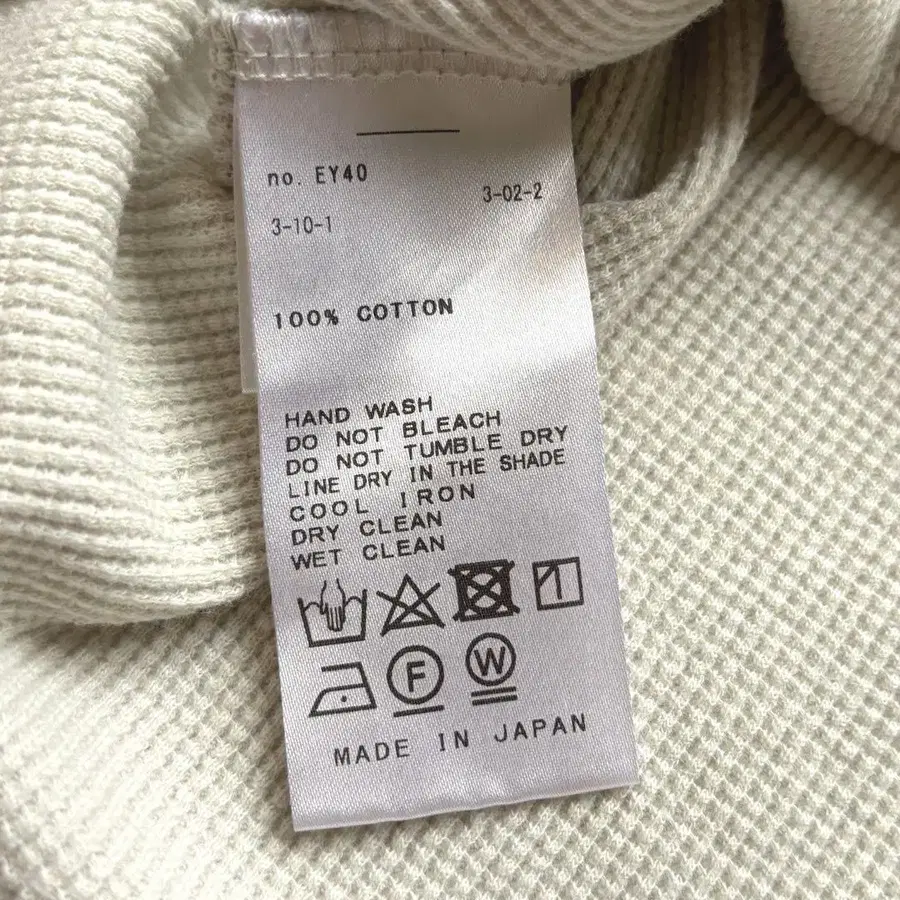 no. EY40
3-02-2
3-10-1
100% COTTON
HAND WASH
DO NOT BLEACH
DO NOT TUMBLE DRY
LINE DRY IN THE SHADE
COOL IRON
DRY CLEAN
WET CLEAN
F W
MADE IN JAPAN